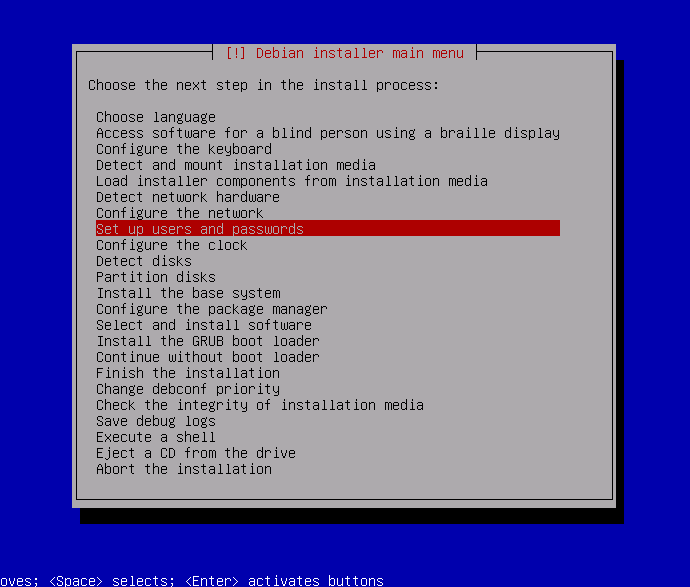 [!] Debian installer main menu
Choose the next step in the install process:
Choose language
Access software for a blind person using a braille display
Configure the keyboard
Detect and mount installation media
Load installer components from installation media
Detect network hardware
Configure the network
Set up users and passwords
Configure the clock
Detect disks
Partition disks
Install the base system
Configure the package manager
Select and install software
Install the GRUB boot loader
Continue without boot loader
Finish the installation
Change debconf priority
Check the integrity of installation media
Save debug logs
Execute a shell
Eject a CD from the drive
Abort the installation
oves; <Space> selects; <Enter> activates buttons